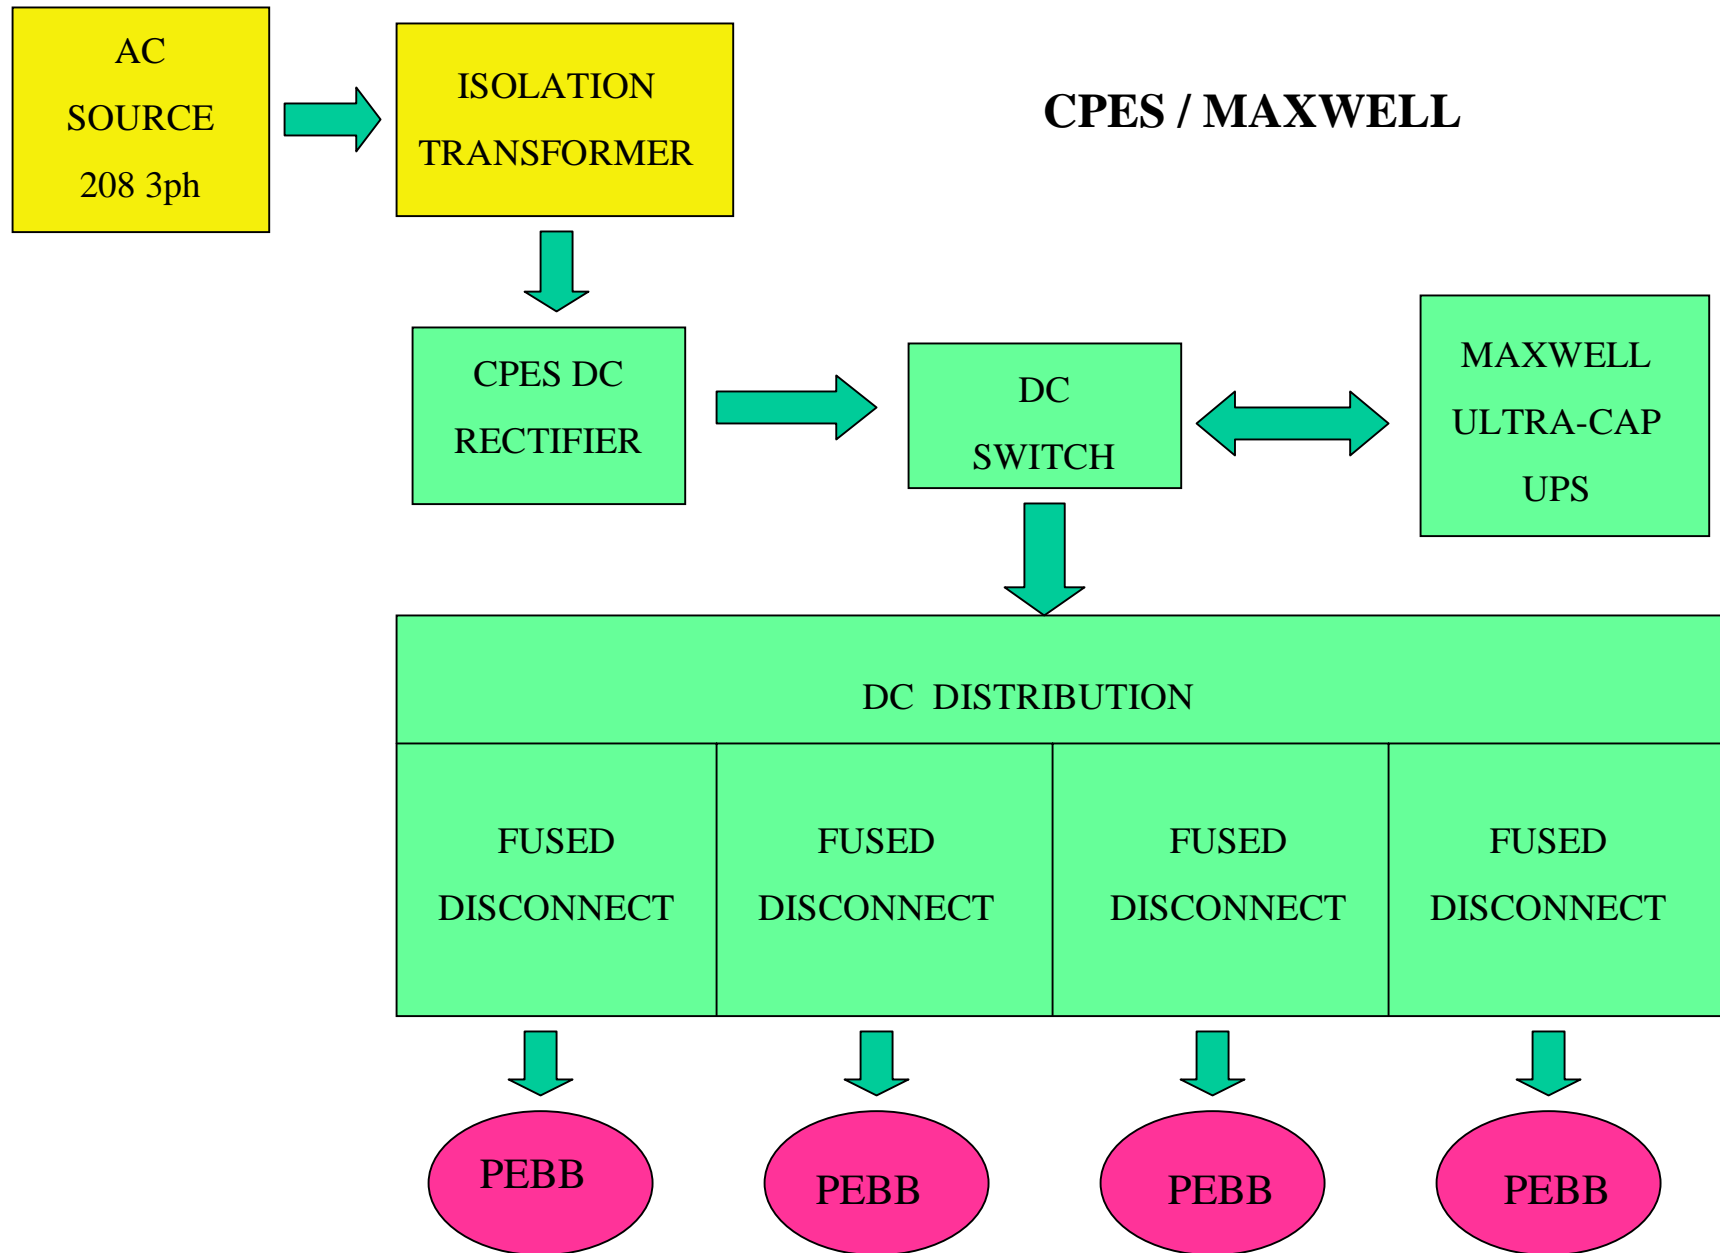 AC
SOURCE
208 3ph
ISOLATION
TRANSFORMER
CPES / MAXWELL
CPES DC
RECTIFIER
DC
SWITCH
MAXWELL
ULTRA-CAP
UPS
DC DISTRIBUTION
FUSED
DISCONNECT
FUSED
DISCONNECT
FUSED
DISCONNECT
FUSED
DISCONNECT
PEBB
PEBB
PEBB
PEBB